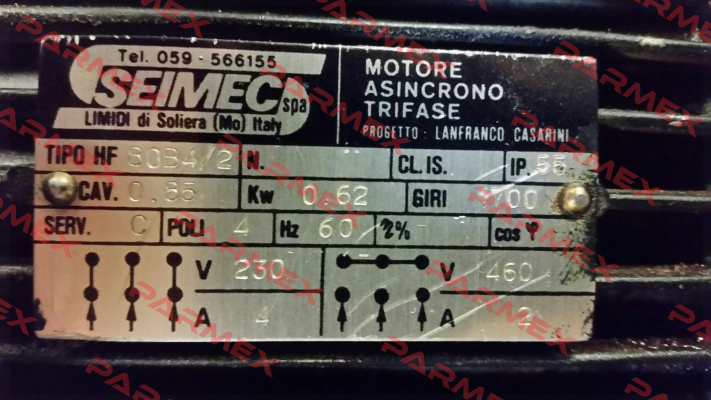 Tel. 059 - 566155
SEIMEC spa
LIMIDI di Soliera (Mo) Italy
MOTORE
ASINCRONO
TRIFASE
PROGETTO : LANFRANCO CASARINI
TIPO HF 80B4/2 N. CL. IS. IP. 55
CAV. 0,85 Kw 0,62 GIRI
SERV. C POLI 4 Hz 60 η% cos φ
V 230 V 460
A 4 A 2
PARMEX